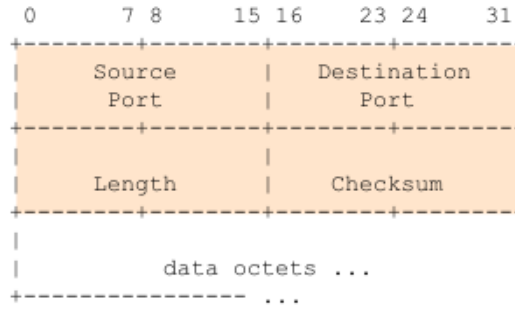 0 7 8 15 16 23 24 31
+--------+--------+--------+--------
| Source | Destination
| Port | Port
+--------+--------+--------+--------
|
| Length | Checksum
+--------+--------+--------+--------
|
| data octets ...
+----------------- ...